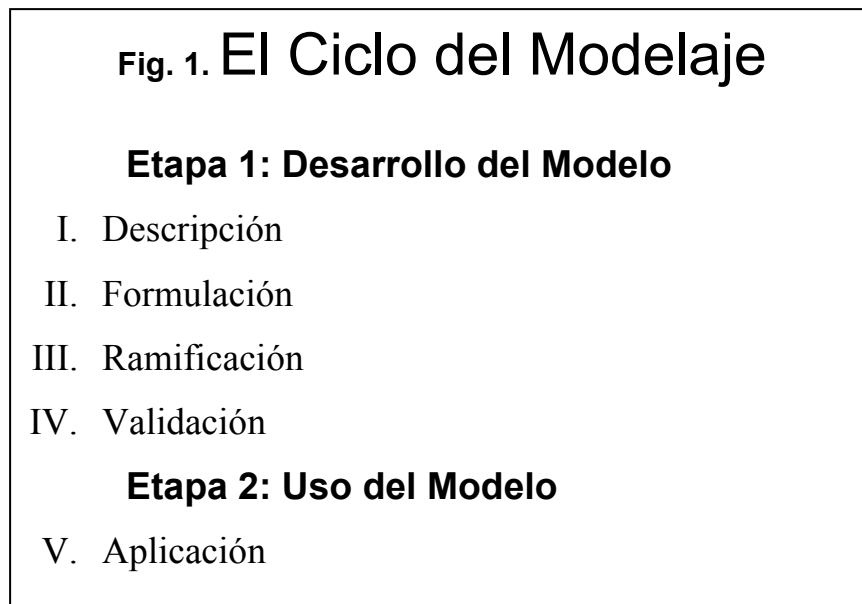 Fig. 1. El Ciclo del Modelaje
Etapa 1: Desarrollo del Modelo
I. Descripción
II. Formulación
III. Ramificación
IV. Validación
Etapa 2: Uso del Modelo
V. Aplicación